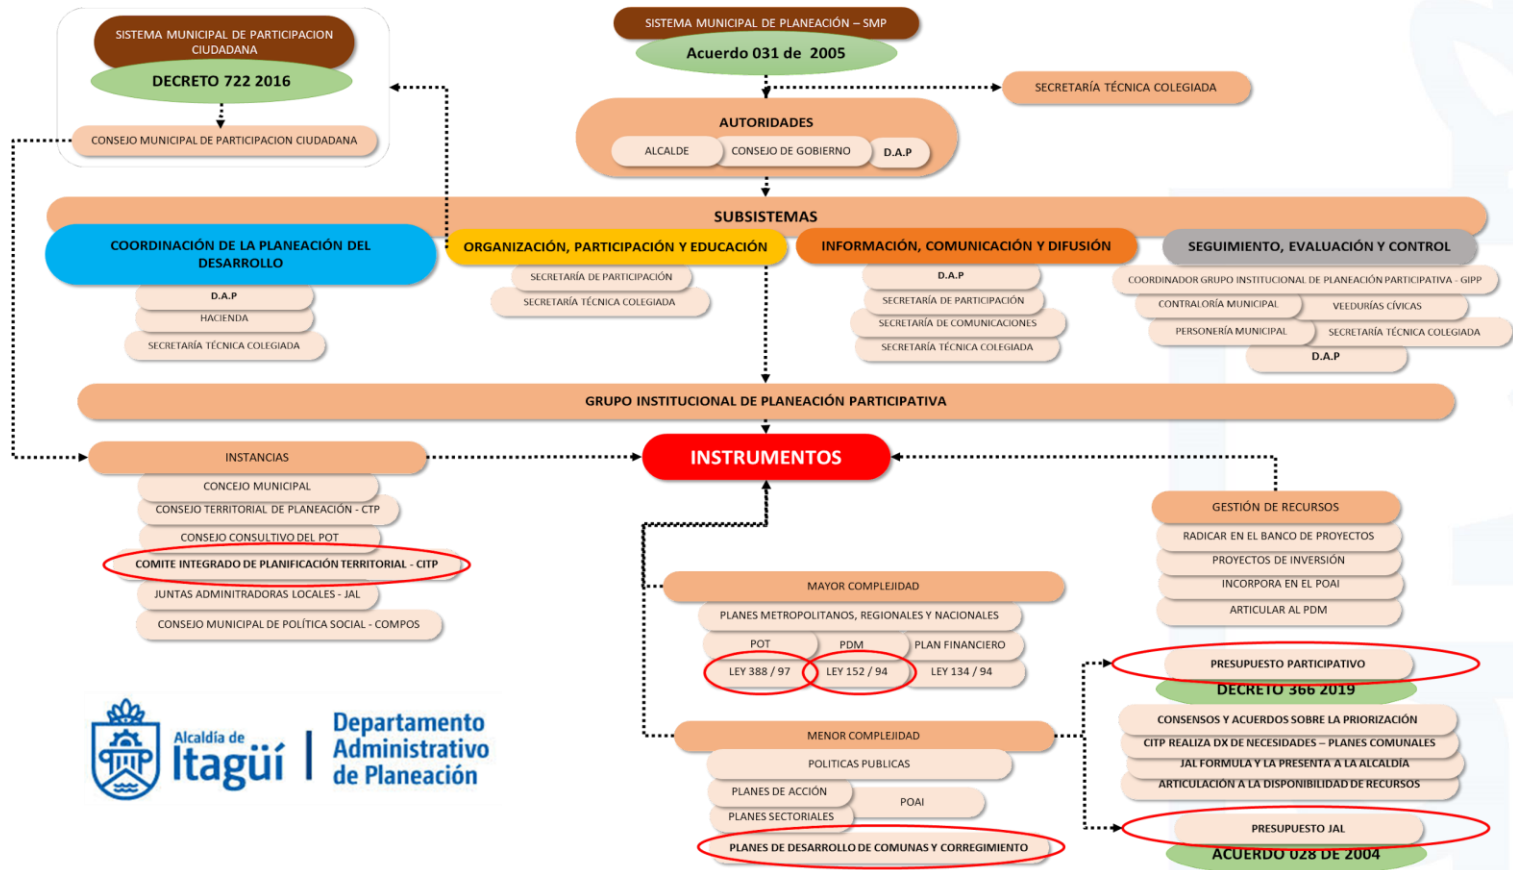 SISTEMA MUNICIPAL DE PARTICIPACION
CIUDADANA
DECRETO 722 2016
CONSEJO MUNICIPAL DE PARTICIPACION CIUDADANA
SISTEMA MUNICIPAL DE PLANEACIÓN – SMP
Acuerdo 031 de 2005
SECRETARÍA TÉCNICA COLEGIADA
AUTORIDADES
ALCALDE
CONSEJO DE GOBIERNO
D.A.P
SUBSISTEMAS
COORDINACIÓN DE LA PLANEACIÓN DEL
DESARROLLO
D.A.P
HACIENDA
SECRETARÍA TÉCNICA COLEGIADA
ORGANIZACIÓN, PARTICIPACIÓN Y EDUCACIÓN
SECRETARÍA DE PARTICIPACIÓN
SECRETARÍA TÉCNICA COLEGIADA
INFORMACIÓN, COMUNICACIÓN Y DIFUSIÓN
D.A.P
SECRETARÍA DE PARTICIPACIÓN
SECRETARÍA DE COMUNICACIONES
SECRETARÍA TÉCNICA COLEGIADA
SEGUIMIENTO, EVALUACIÓN Y CONTROL
COORDINADOR GRUPO INSTITUCIONAL DE PLANEACIÓN PARTICIPATIVA - GIPP
CONTRALORÍA MUNICIPAL
VEEDURÍAS CÍVICAS
PERSONERÍA MUNICIPAL
SECRETARÍA TÉCNICA COLEGIADA
D.A.P
GRUPO INSTITUCIONAL DE PLANEACIÓN PARTICIPATIVA
INSTANCIAS
CONCEJO MUNICIPAL
CONSEJO TERRITORIAL DE PLANEACIÓN - CTP
CONSEJO CONSULTIVO DEL POT
COMITE INTEGRADO DE PLANIFICACIÓN TERRITORIAL - CITP
JUNTAS ADMINITRADORAS LOCALES - JAL
CONSEJO MUNICIPAL DE POLÍTICA SOCIAL - COMPOS
INSTRUMENTOS
MAYOR COMPLEJIDAD
PLANES METROPOLITANOS, REGIONALES Y NACIONALES
POT
PDM
PLAN FINANCIERO
LEY 388 / 97
LEY 152 / 94
LEY 134 / 94
MENOR COMPLEJIDAD
POLITICAS PUBLICAS
PLANES DE ACCIÓN
POAI
PLANES SECTORIALES
PLANES DE DESARROLLO DE COMUNAS Y CORREGIMIENTO
GESTIÓN DE RECURSOS
RADICAR EN EL BANCO DE PROYECTOS
PROYECTOS DE INVERSIÓN
INCORPORA EN EL POAI
ARTICULAR AL PDM
PRESUPUESTO PARTICIPATIVO
DECRETO 366 2019
CONSENSOS Y ACUERDOS SOBRE LA PRIORIZACIÓN
CITP REALIZA DX DE NECESIDADES – PLANES COMUNALES
JAL FORMULA Y LA PRESENTA A LA ALCALDÍA
ARTICULACIÓN A LA DISPONIBILIDAD DE RECURSOS
PRESUPUESTO JAL
ACUERDO 028 DE 2004
Alcaldía de
Itagüí
Departamento
Administrativo
de Planeación